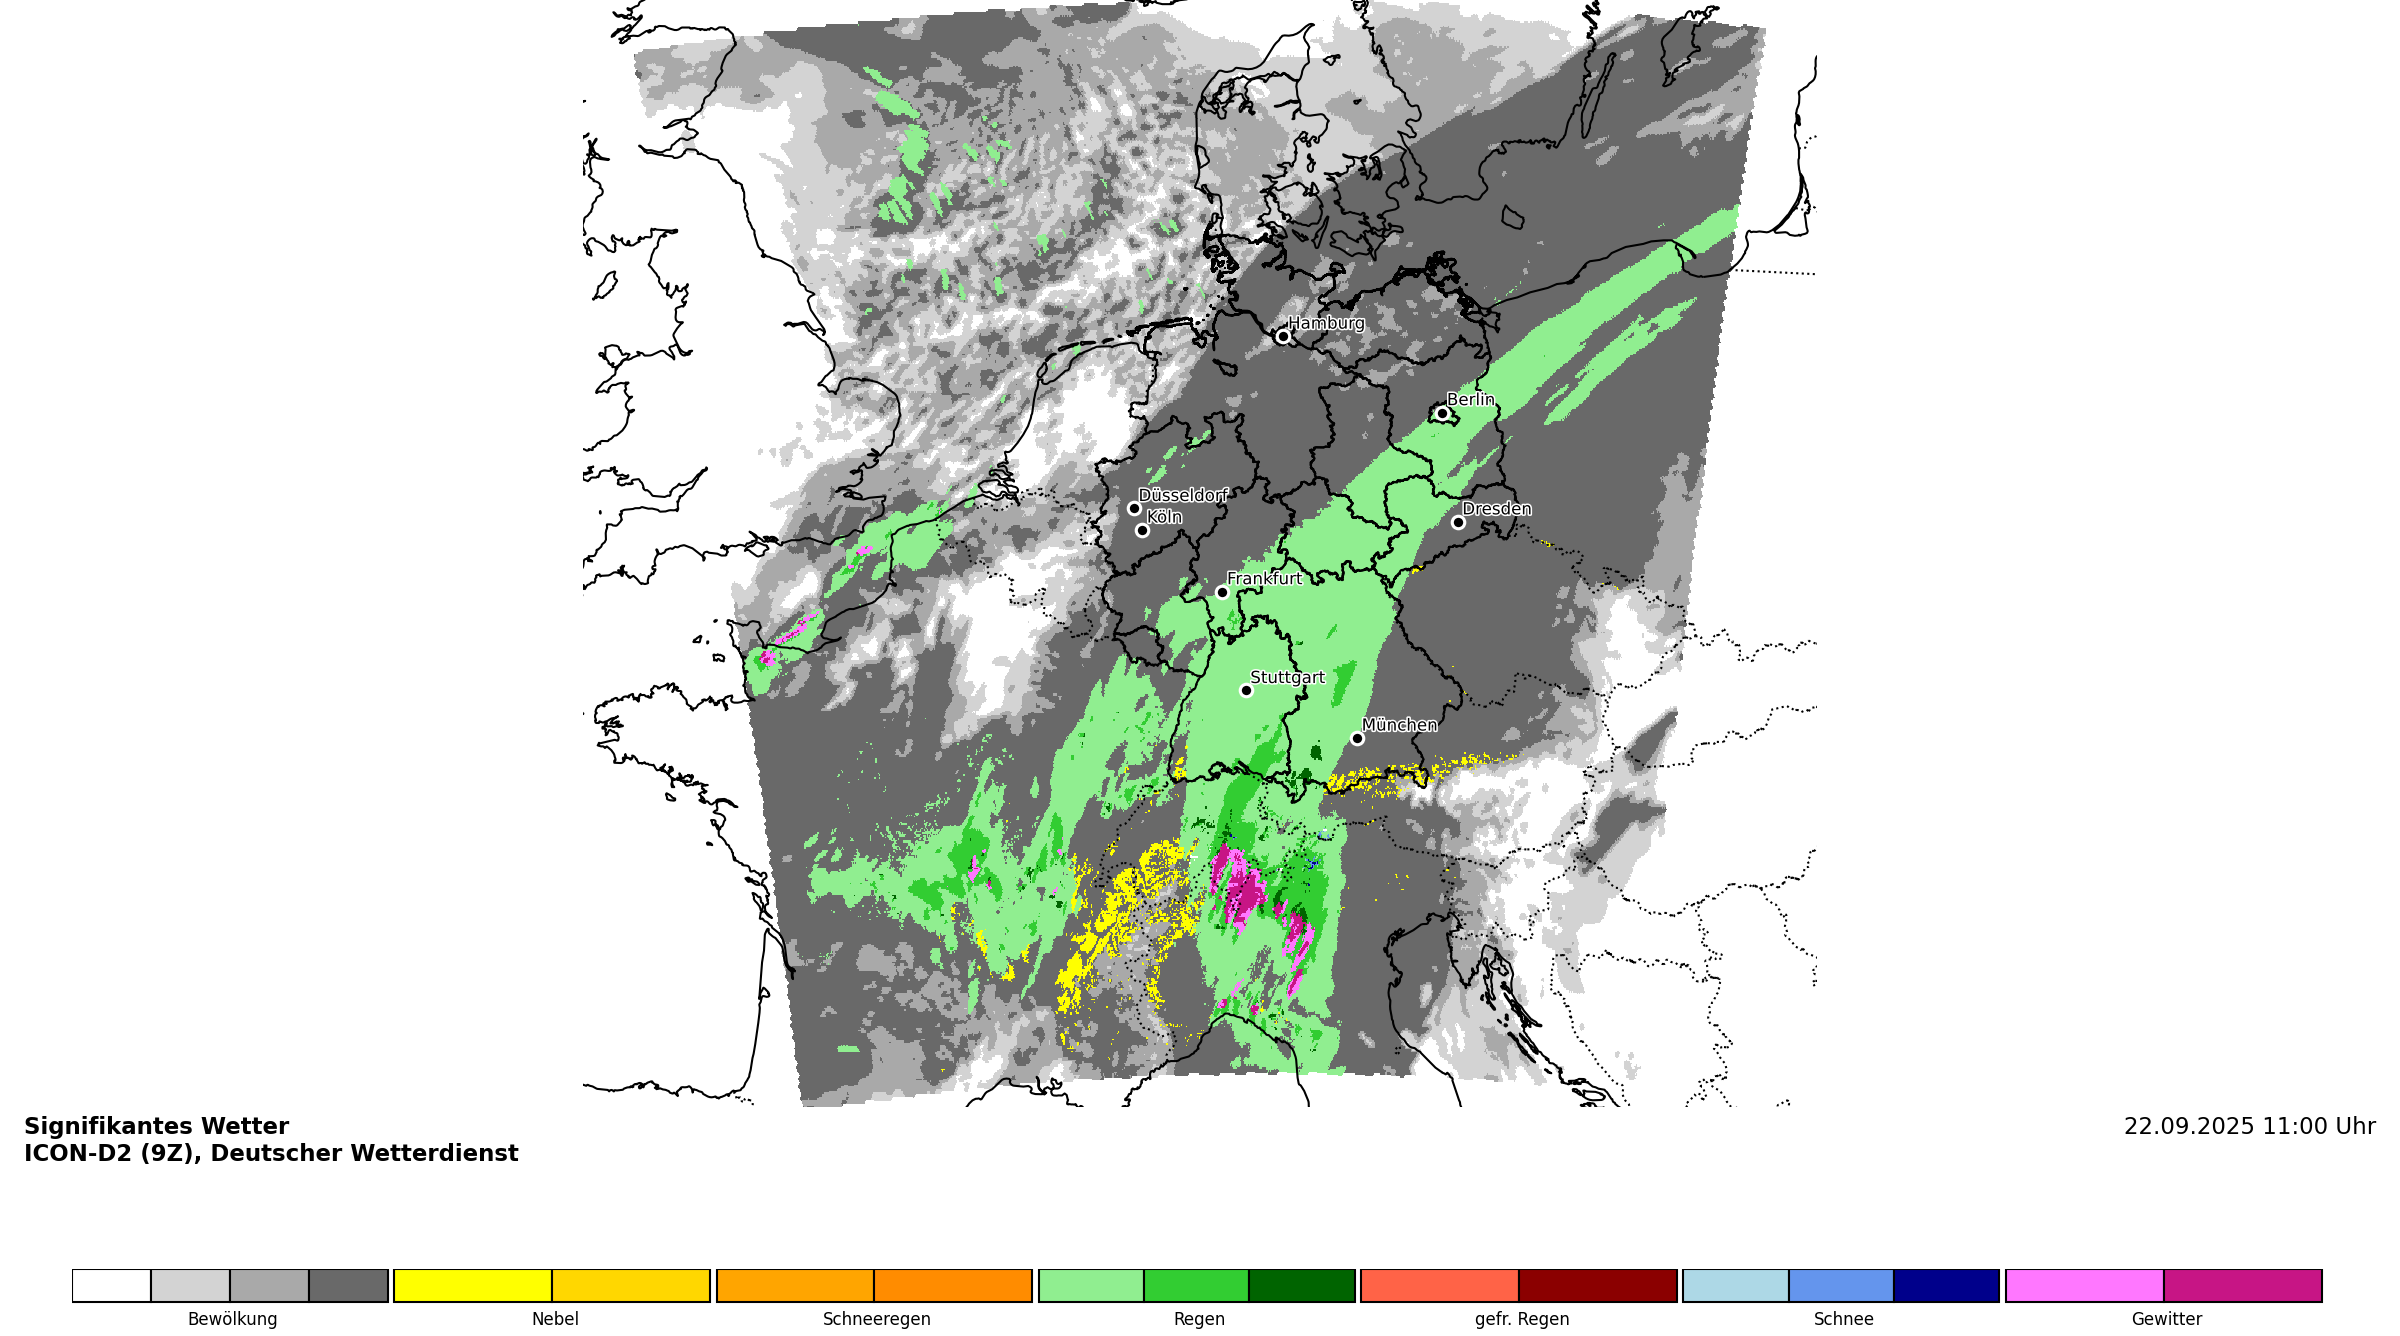 Hamburg
Berlin
Düsseldorf
Köln
Dresden
Frankfurt
Stuttgart
München
Signifikantes Wetter
22.09.2025 11:00 Uhr
ICON-D2 (9Z), Deutscher Wetterdienst
Bewölkung Nebel Schneeregen Regen gefr. Regen Schnee Gewitter